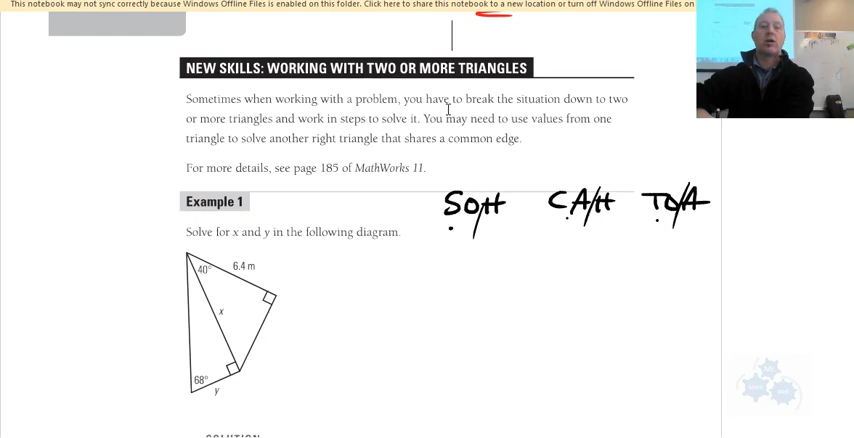 This notebook may not sync correctly because Windows Offline Files is enabled on this folder. Click here to share this notebook to a new location or turn off Windows Offline Files on
NEW SKILLS: WORKING WITH TWO OR MORE TRIANGLES
Sometimes when working with a problem, you have to break the situation down to two
or more triangles and work in steps to solve it. You may need to use values from one
triangle to solve another right triangle that shares a common edge.
For more details, see page 185 of MathWorks 11.
Example 1
SO/H CA/H TO/A
Solve for x and y in the following diagram.
40°
6.4 m
x
68°
y
SOLUTION